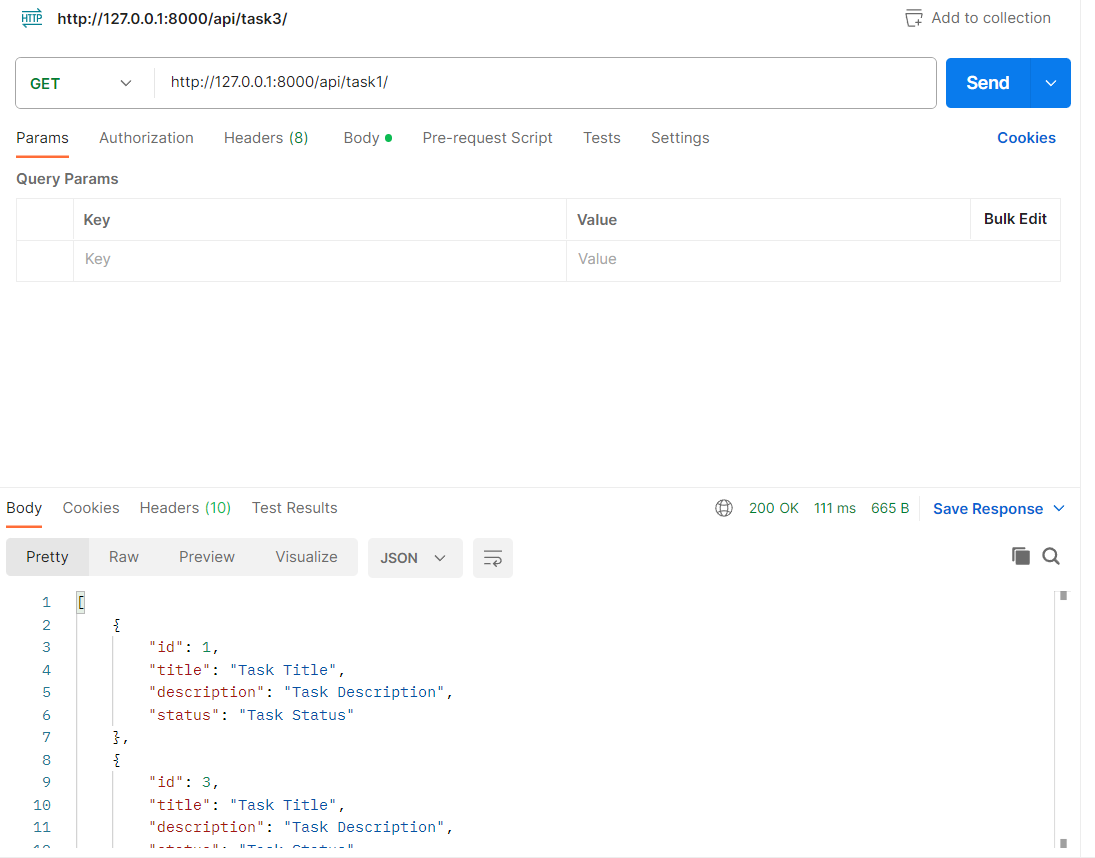 HTTP http://127.0.0.1:8000/api/task3/ Add to collection
GET http://127.0.0.1:8000/api/task1/ Send
Params Authorization Headers (8) Body Pre-request Script Tests Settings Cookies
Query Params
Key Value Bulk Edit
Key Value
Body Cookies Headers (10) Test Results 200 OK 111 ms 665 B Save Response
Pretty Raw Preview Visualize JSON
1 [
2 {
3 "id": 1,
4 "title": "Task Title",
5 "description": "Task Description",
6 "status": "Task Status"
7 },
8 {
9 "id": 3,
10 "title": "Task Title",
11 "description": "Task Description",
12 "status": "Task Status"